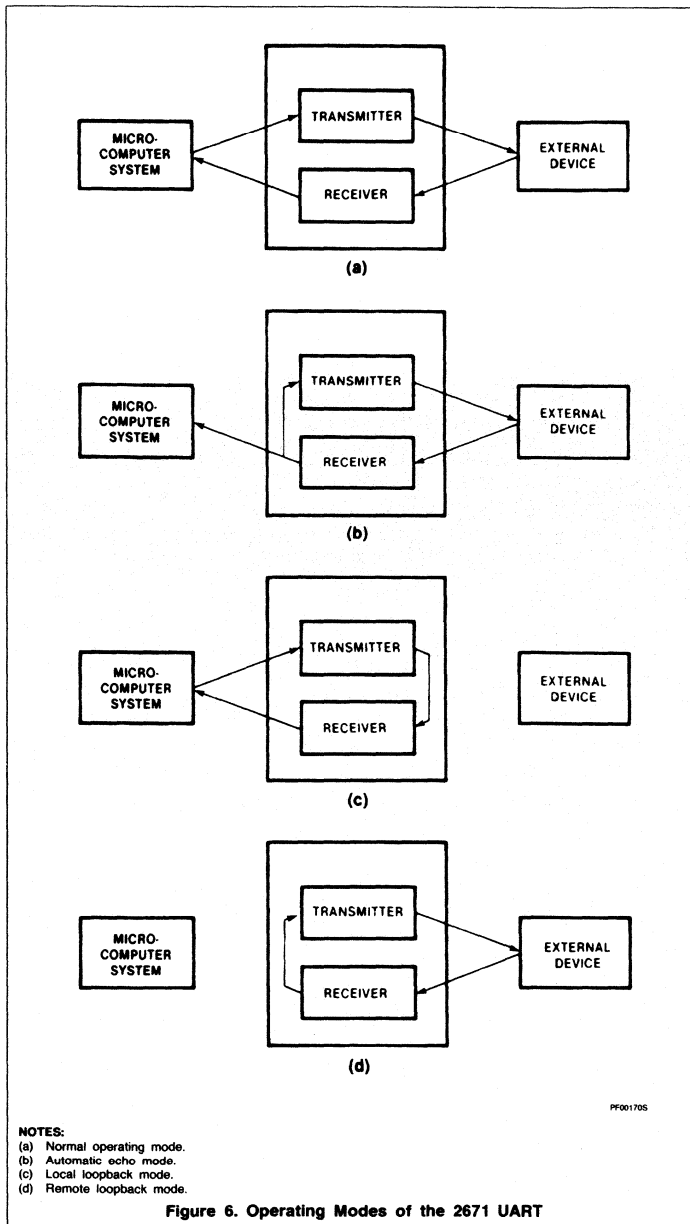 MICRO-
COMPUTER
SYSTEM
TRANSMITTER
RECEIVER
EXTERNAL
DEVICE
(a)
MICRO-
COMPUTER
SYSTEM
TRANSMITTER
RECEIVER
EXTERNAL
DEVICE
(b)
MICRO-
COMPUTER
SYSTEM
TRANSMITTER
RECEIVER
EXTERNAL
DEVICE
(c)
MICRO-
COMPUTER
SYSTEM
TRANSMITTER
RECEIVER
EXTERNAL
DEVICE
(d)
PF00170S
NOTES:
(a) Normal operating mode.
(b) Automatic echo mode.
(c) Local loopback mode.
(d) Remote loopback mode.
Figure 6. Operating Modes of the 2671 UART